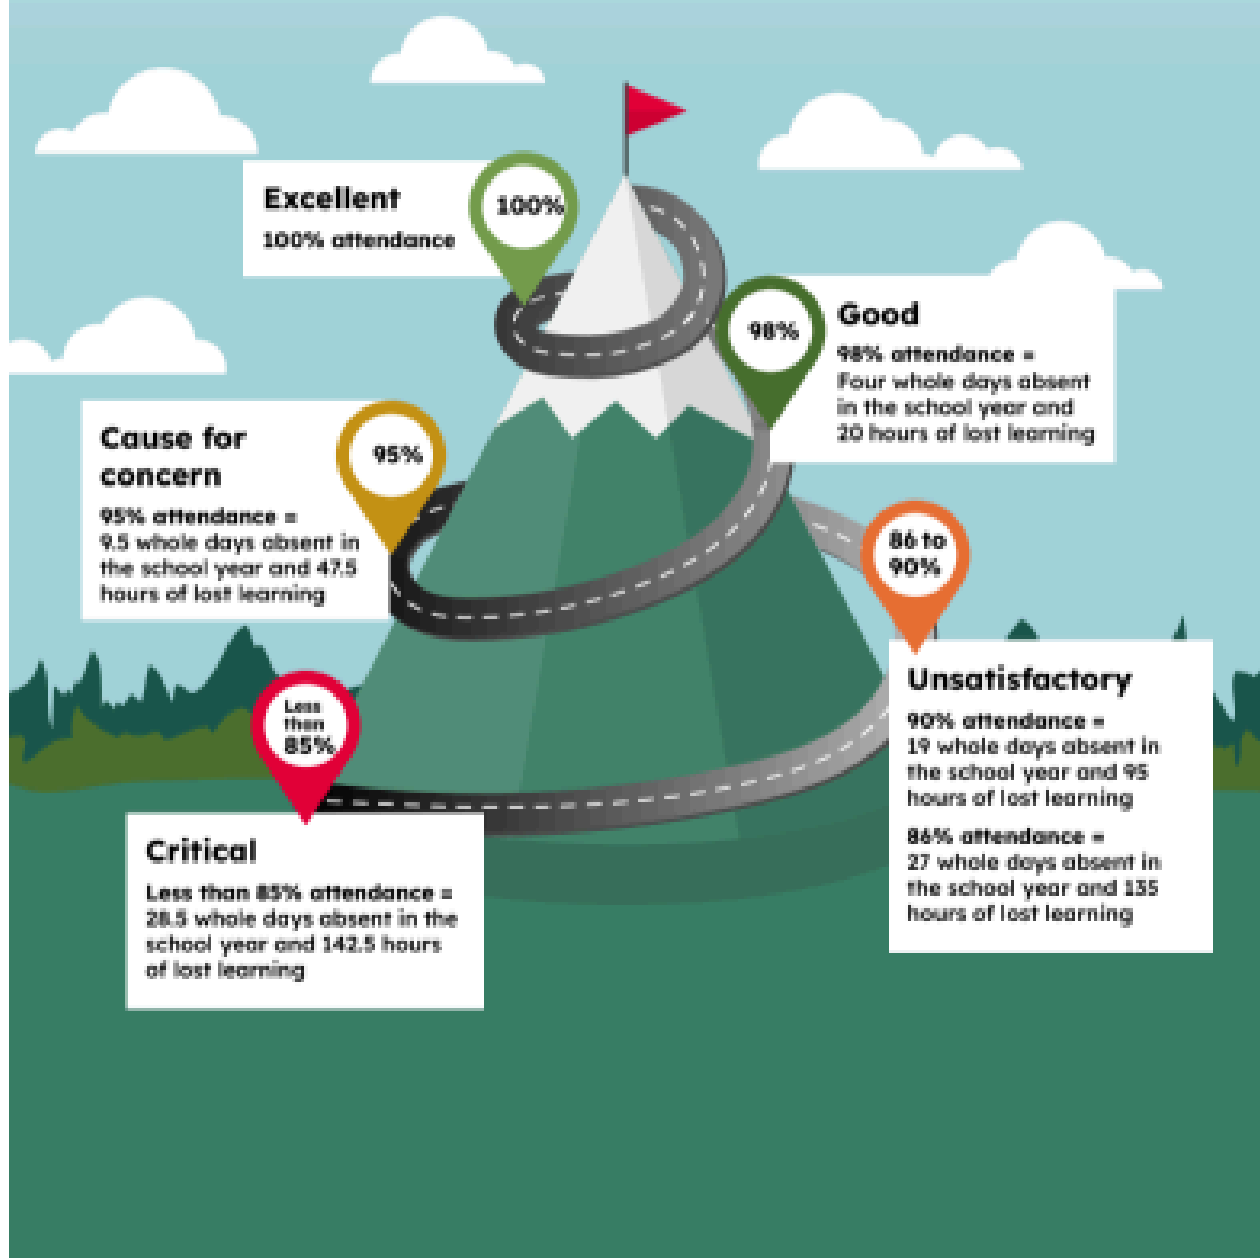 Excellent
100% attendance
100%
98%
Good
98% attendance =
Four whole days absent
in the school year and
20 hours of lost learning
Cause for
concern
95% attendance =
9.5 whole days absent in
the school year and 47.5
hours of lost learning
95%
86 to
90%
Unsatisfactory
90% attendance =
19 whole days absent in
the school year and 95
hours of lost learning
86% attendance =
27 whole days absent in
the school year and 135
hours of lost learning
Less
than
85%
Critical
Less than 85% attendance =
28.5 whole days absent in the
school year and 142.5 hours
of lost learning